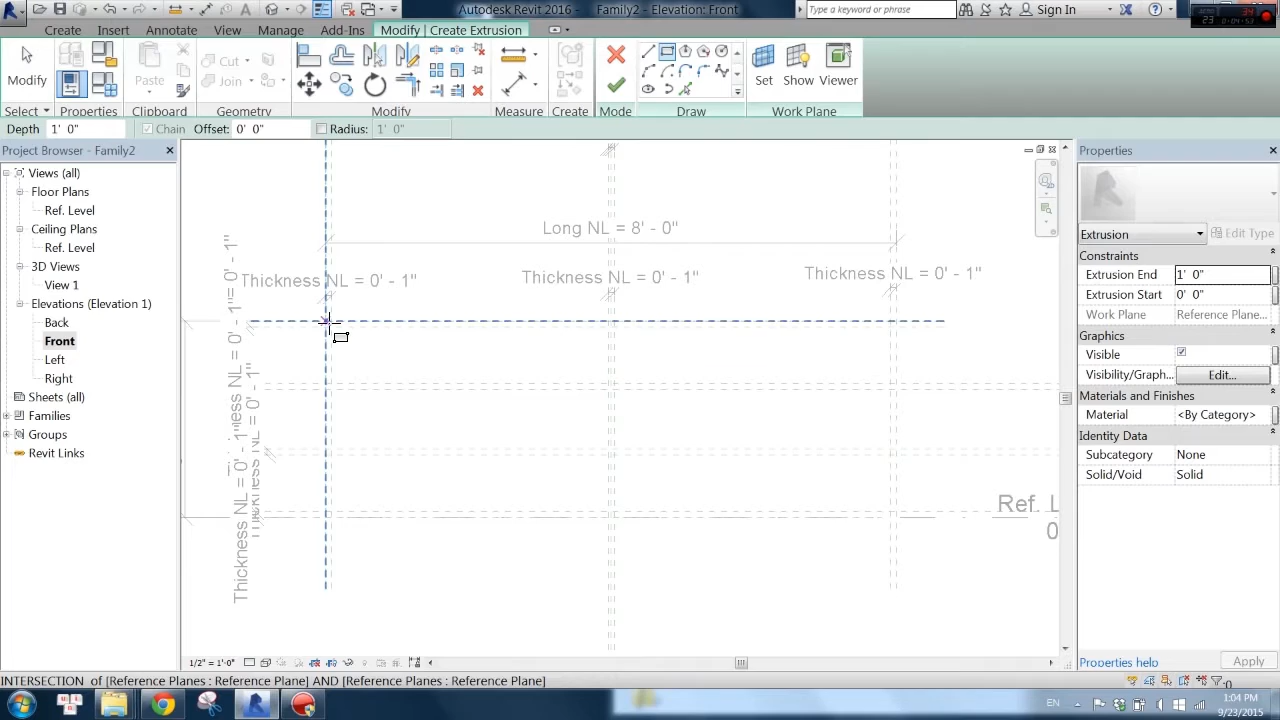 Autodesk Revit 2016 - Family2 - Elevation: Front
Type a keyword or phrase
Sign In
Create Insert Annotate View Manage Add-Ins Modify | Create Extrusion
Modify
Paste
Cut
Join
Set Show Viewer
Select Properties Clipboard Geometry Modify Measure Create Mode Draw Work Plane
Depth 1' 0" Chain Offset: 0' 0" Radius: 1' 0"
Project Browser - Family2
Views (all)
Floor Plans
Ref. Level
Ceiling Plans
Ref. Level
3D Views
View 1
Elevations (Elevation 1)
Back
Front
Left
Right
Sheets (all)
Families
Groups
Revit Links
Long NL = 8' - 0"
Thickness NL = 0' - 1"
Thickness NL = 0' - 1"
Thickness NL = 0' - 1"
Thickness NL = 0' - 1"
Ref. L
0
Properties
Extrusion
Edit Type
Constraints
Extrusion End 1' 0"
Extrusion Start 0' 0"
Work Plane Reference Plane...
Graphics
Visible
Visibility/Graph... Edit...
Materials and Finishes
Material <By Category>
Identity Data
Subcategory None
Solid/Void Solid
Properties help
Apply
1/2" = 1'-0"
INTERSECTION of [Reference Planes : Reference Plane] AND [Reference Planes : Reference Plane]
:0
EN
1:04 PM
9/23/2015